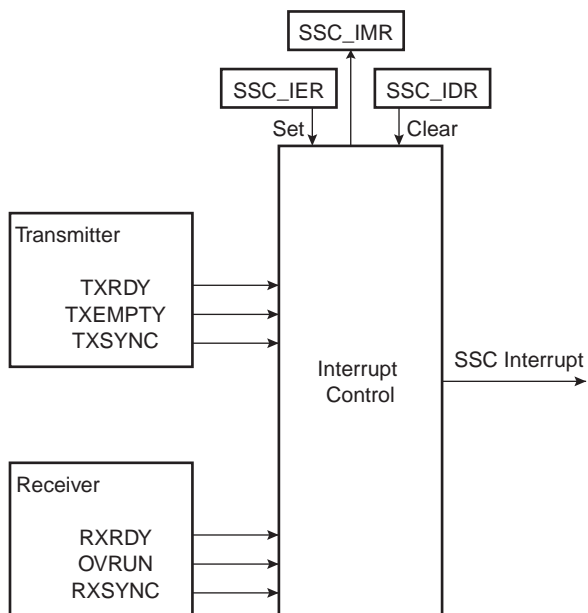 SSC_IMR
SSC_IER
SSC_IDR
Set
Clear
Transmitter
TXRDY
TXEMPTY
TXSYNC
Interrupt
Control
SSC Interrupt
Receiver
RXRDY
OVRUN
RXSYNC